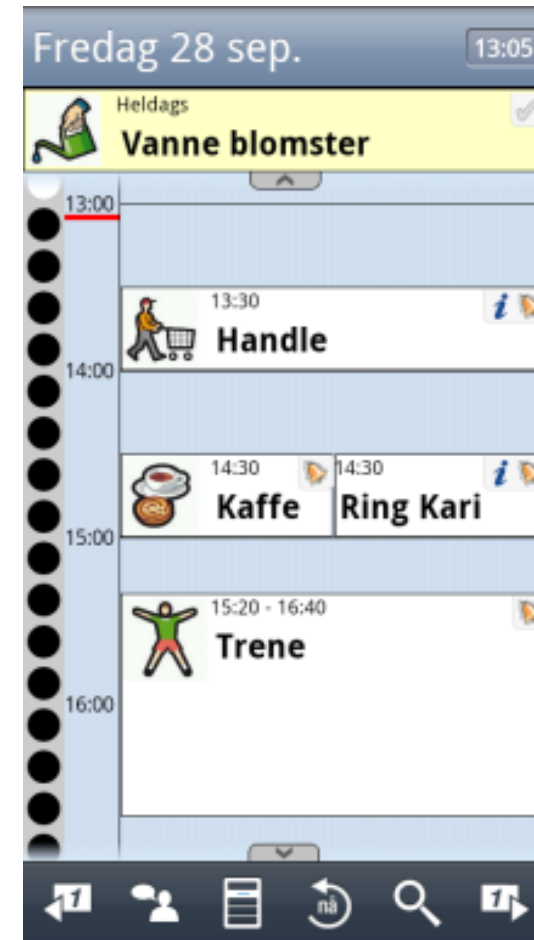 Fredag 28 sep.
13:05
Heldags
Vanne blomster
13:00
13:30
Handle
14:00
14:30
Kaffe
14:30
Ring Kari
15:00
15:20 - 16:40
Trene
16:00
1
nå
1